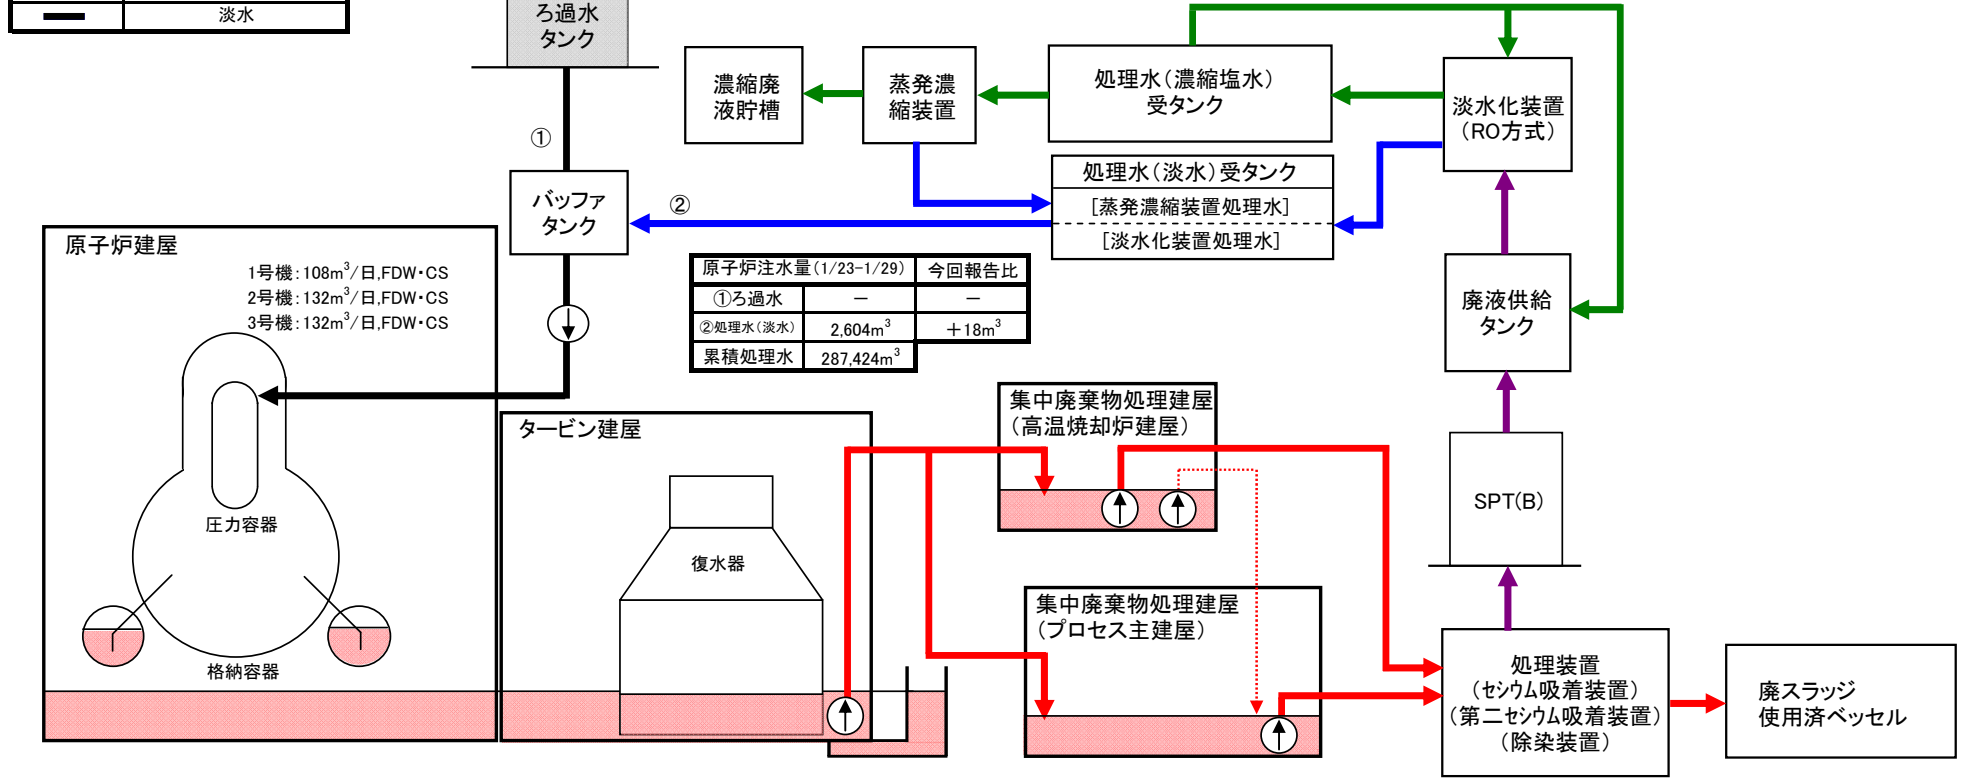 淡水
ろ過水
タンク
①
バッファ
タンク
②
濃縮廃
液貯槽
蒸発濃
縮装置
処理水(濃縮塩水)
受タンク
淡水化装置
(RO方式)
処理水(淡水)受タンク
[蒸発濃縮装置処理水]
[淡水化装置処理水]
原子炉建屋
1号機:108m³/日,FDW・CS
2号機:132m³/日,FDW・CS
3号機:132m³/日,FDW・CS
原子炉注水量(1/23-1/29) 今回報告比
①ろ過水 - -
②処理水(淡水) 2,604m³ +18m³
累積処理水 287,424m³
廃液供給
タンク
圧力容器
格納容器
タービン建屋
復水器
集中廃棄物処理建屋
(高温焼却炉建屋)
集中廃棄物処理建屋
(プロセス主建屋)
SPT(B)
処理装置
(セシウム吸着装置)
(第二セシウム吸着装置)
(除染装置)
廃スラッジ
使用済ベッセル